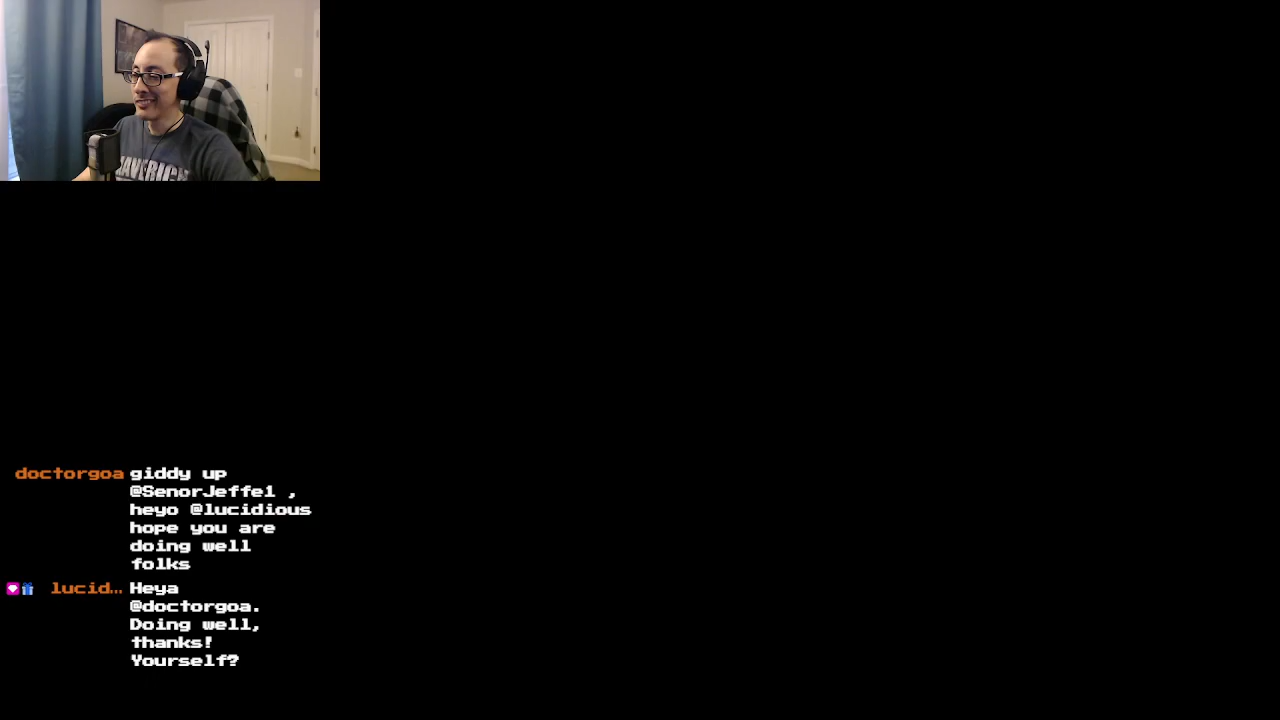 MAVERICK
doctorgoa giddy up
@SenorJeffe1 ,
heyo @lucidious
hope you are
doing well
folks
lucid… Heya
@doctorgoa.
Doing well,
thanks!
Yourself?